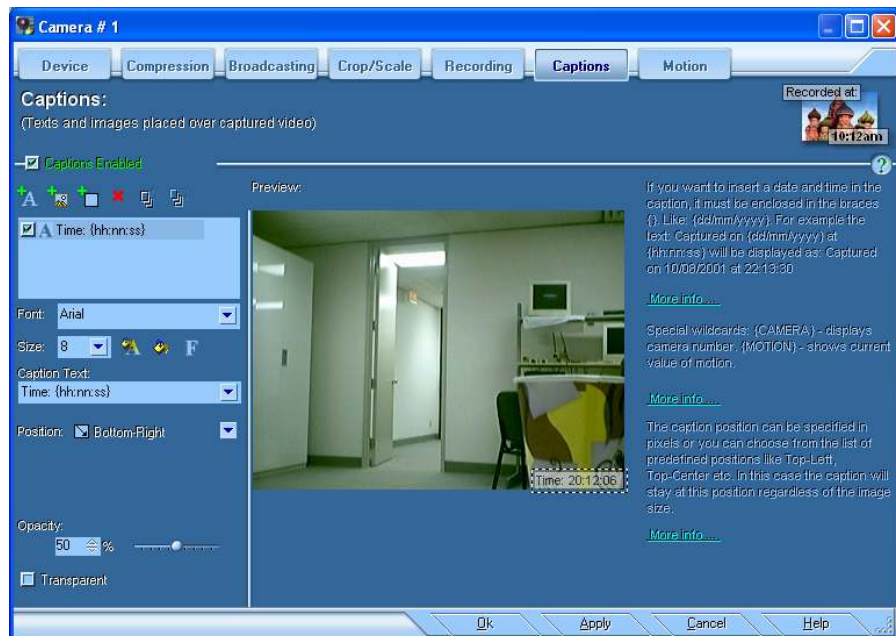 Camera # 1
Device
Compression
Broadcasting
Crop/Scale
Recording
Captions
Motion
Captions:
(Texts and images placed over captured video)
Recorded at:
10:12am
Captions Enabled
?
A
Time: {hh:nn:ss}
Font: Arial
Size: 8
A
F
Caption Text:
Time: {hh:nn:ss}
Position: Bottom-Right
Opacity:
50 %
Transparent
Preview:
Time: 20:12:06
If you want to insert a date and time in the
caption, it must be enclosed in the braces
{}. Like: {dd/mm/yyyy}. For example the
text: Captured on {dd/mm/yyyy} at
{hh:nn:ss} will be displayed as: Captured
on 10/08/2001 at 22:13:30
More info ...
Special wildcards: {CAMERA} - displays
camera number. {MOTION} - shows current
value of motion.
More info ...
The caption position can be specified in
pixels or you can choose from the list of
predefined positions like Top-Left,
Top-Center etc. In this case the caption will
stay at this position regardless of the image
size.
More info ...
Ok
Apply
Cancel
Help